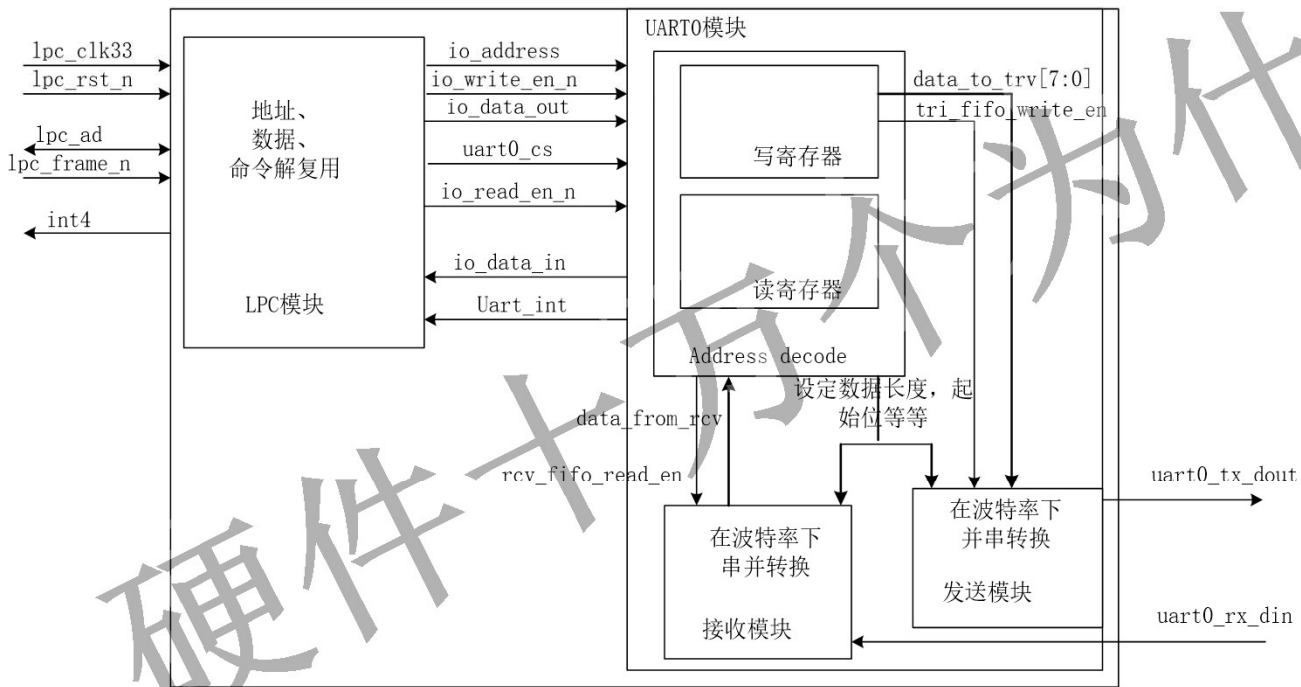 lpc_clk33
lpc_rst_n
lpc_ad
lpc_frame_n
int4
地址、
数据、
命令解复用
LPC模块
io_address
io_write_en_n
io_data_out
uart0_cs
io_read_en_n
io_data_in
Uart_int
UART0模块
写寄存器
读寄存器
Address decode
data_to_trv[7:0]
tri_fifo_write_en
设定数据长度，起
始位等等
data_from_rcv
rcv_fifo_read_en
在波特率下
串并转换
接收模块
在波特率下
并串转换
发送模块
uart0_tx_dout
uart0_rx_din
硬件十万个为什